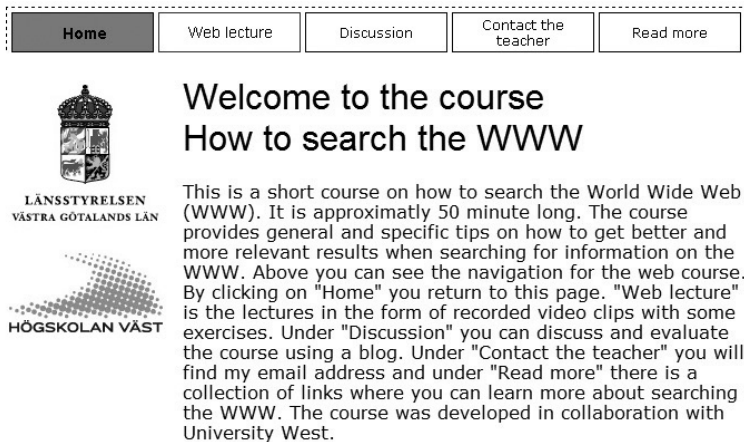 Home
Web lecture
Discussion
Contact the
teacher
Read more
Welcome to the course
How to search the WWW
LÄNSSTYRELSEN
VÄSTRA GÖTALANDS LÄN
HÖGSKOLAN VÄST
This is a short course on how to search the World Wide Web
(WWW). It is approximatly 50 minute long. The course
provides general and specific tips on how to get better and
more relevant results when searching for information on the
WWW. Above you can see the navigation for the web course.
By clicking on "Home" you return to this page. "Web lecture"
is the lectures in the form of recorded video clips with some
exercises. Under "Discussion" you can discuss and evaluate
the course using a blog. Under "Contact the teacher" you will
find my email address and under "Read more" there is a
collection of links where you can learn more about searching
the WWW. The course was developed in collaboration with
University West.